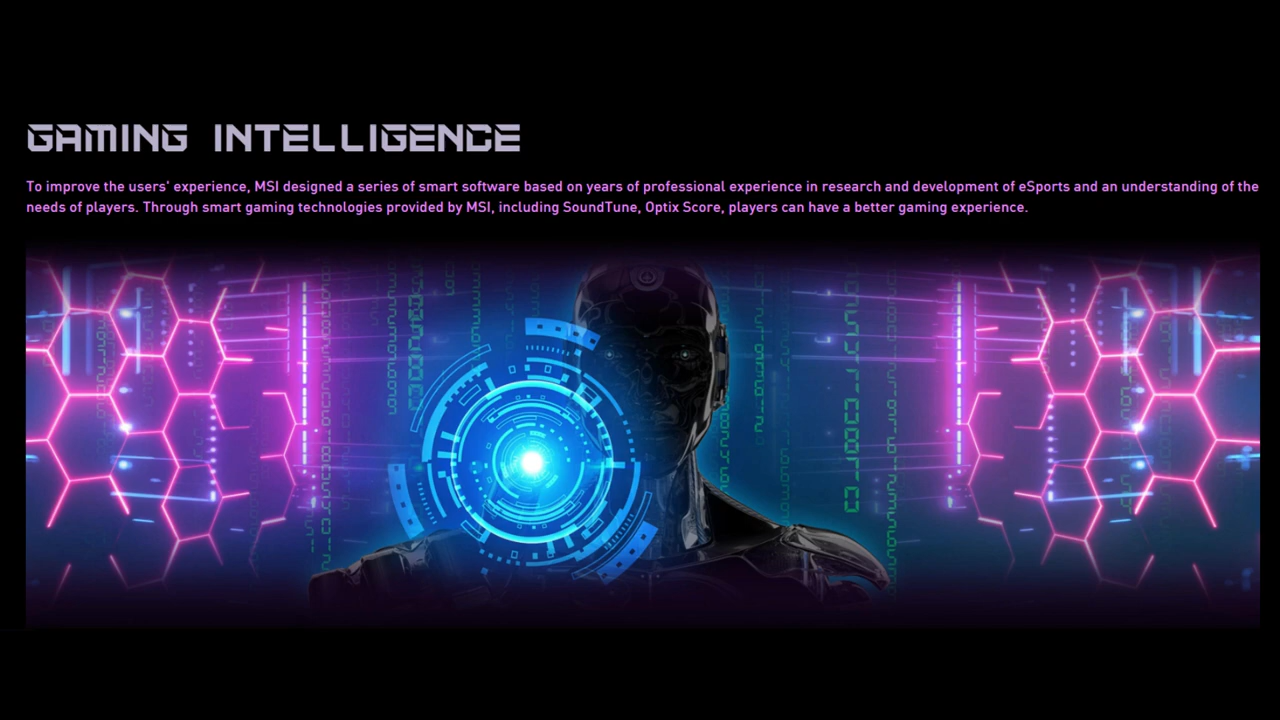 GAMING INTELLIGENCE
To improve the users' experience, MSI designed a series of smart software based on years of professional experience in research and development of eSports and an understanding of the
needs of players. Through smart gaming technologies provided by MSI, including SoundTune, Optix Score, players can have a better gaming experience.